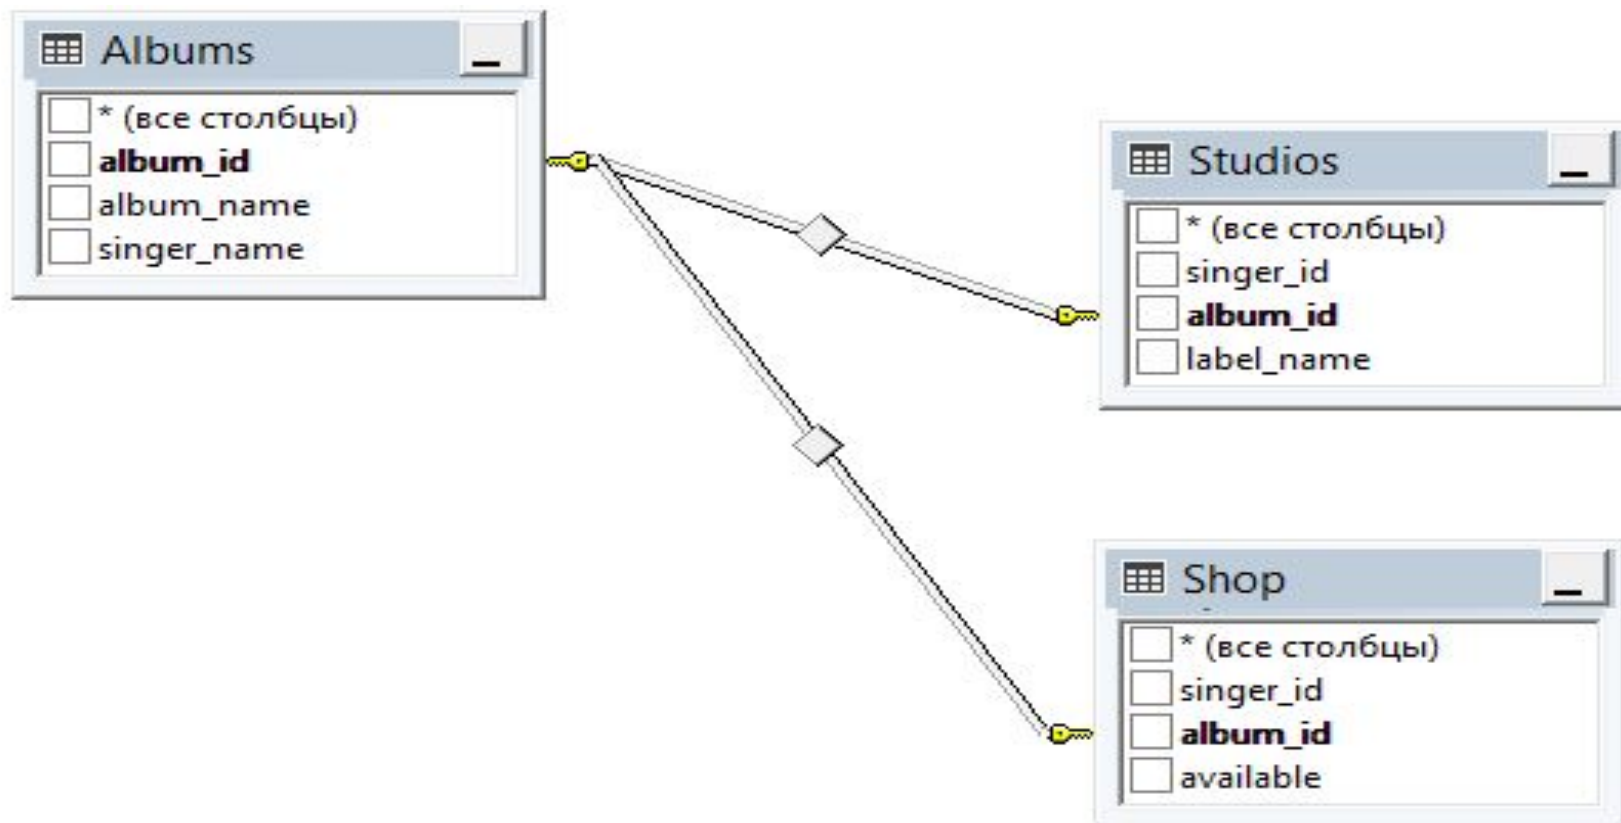 Albums
* (все столбцы)
album_id
album_name
singer_name
Studios
* (все столбцы)
singer_id
album_id
label_name
Shop
* (все столбцы)
singer_id
album_id
available